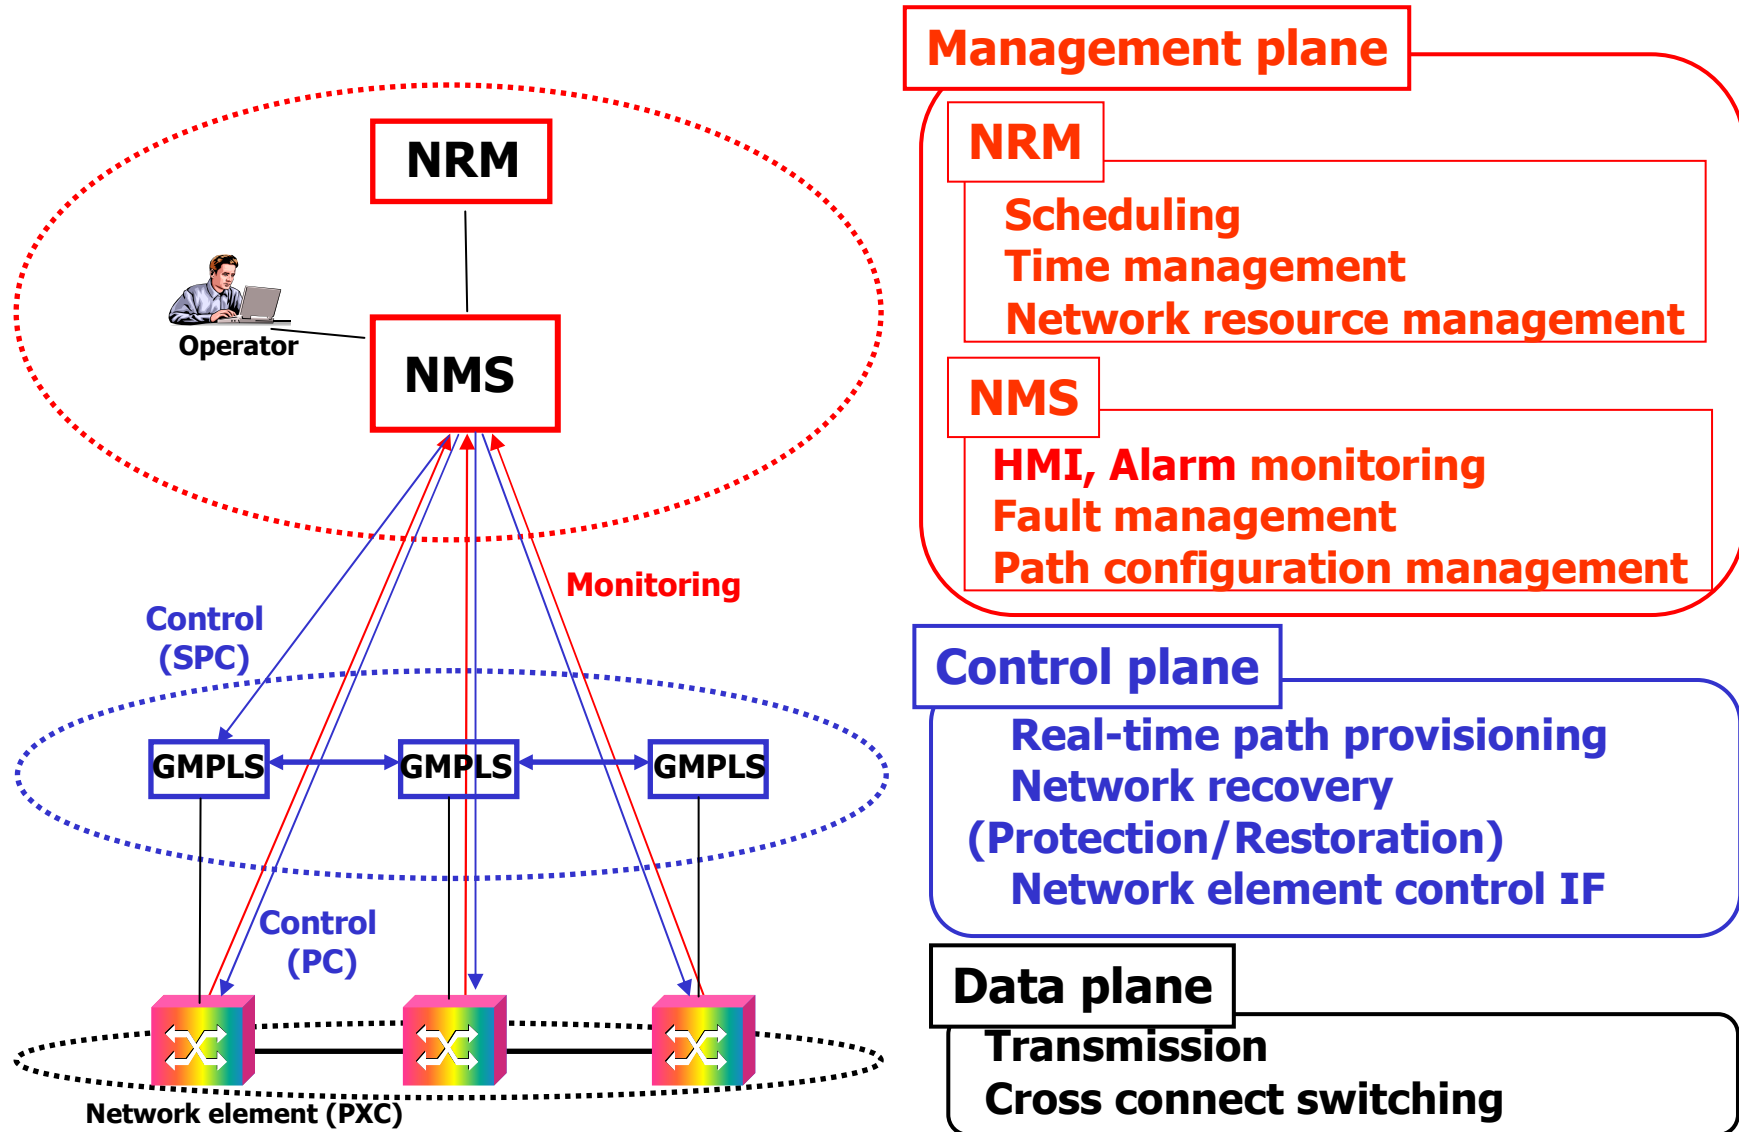 NRM
Operator
NMS
Monitoring
Control
(SPC)
GMPLS
GMPLS
GMPLS
Control
(PC)
Network element (PXC)
Management plane
NRM
Scheduling
Time management
Network resource management
NMS
HMI, Alarm monitoring
Fault management
Path configuration management
Control plane
Real-time path provisioning
Network recovery
(Protection/Restoration)
Network element control IF
Data plane
Transmission
Cross connect switching